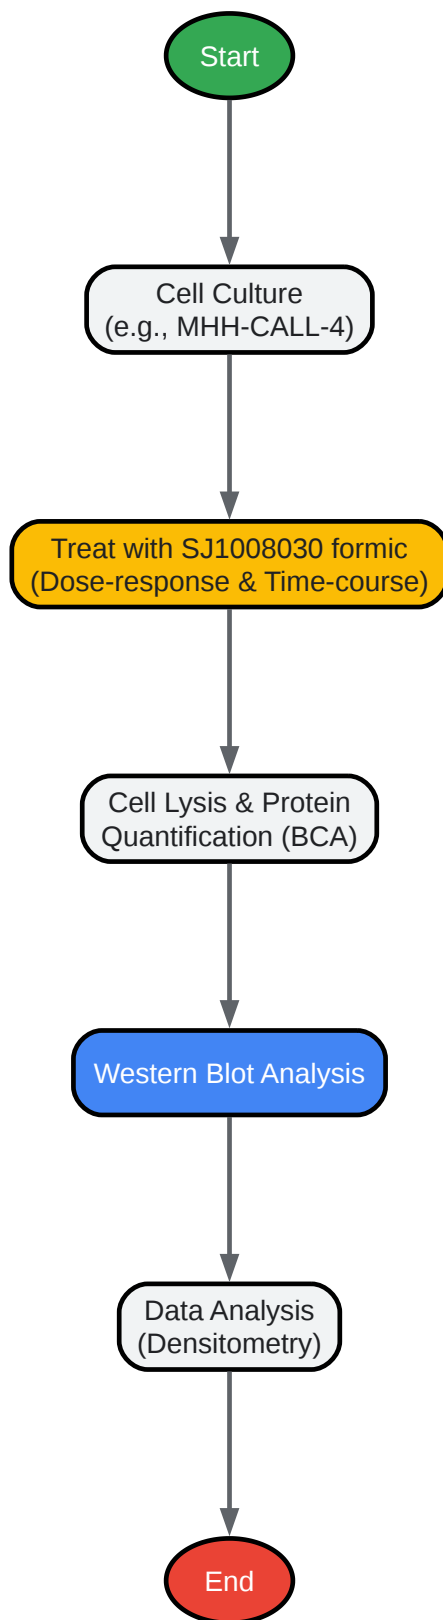 Start
Cell Culture
(e.g., MHH-CALL-4)
Treat with SJ1008030 formic
(Dose-response & Time-course)
Cell Lysis & Protein
Quantification (BCA)
Western Blot Analysis
Data Analysis
(Densitometry)
End